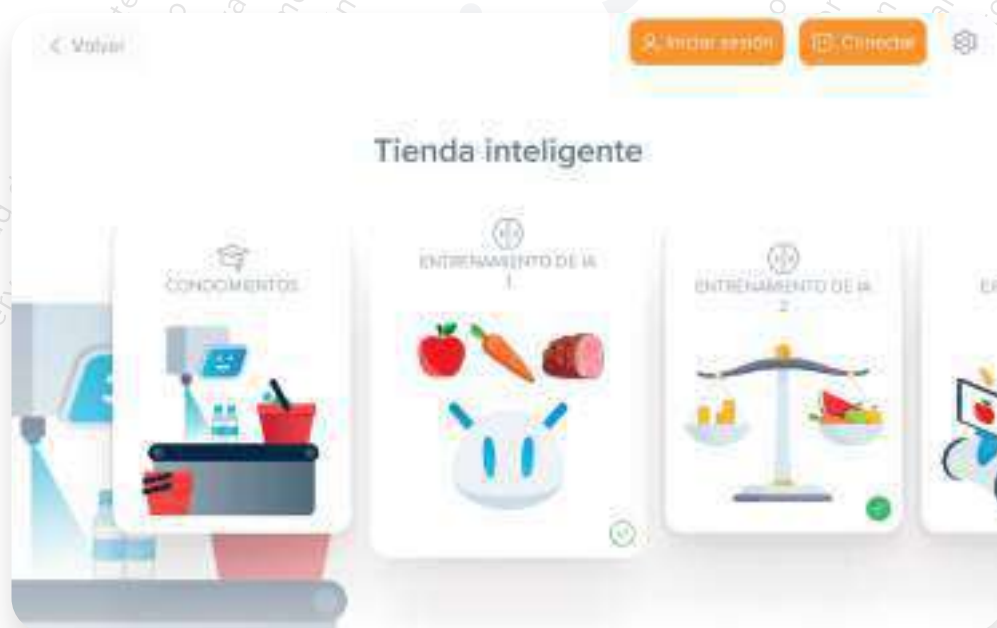 Volver
Iniciar sesión
Conectar
Tienda inteligente
CONOCIMIENTOS
ENTRENAMIENTO DE IA
1
ENTRENAMIENTO DE IA
2